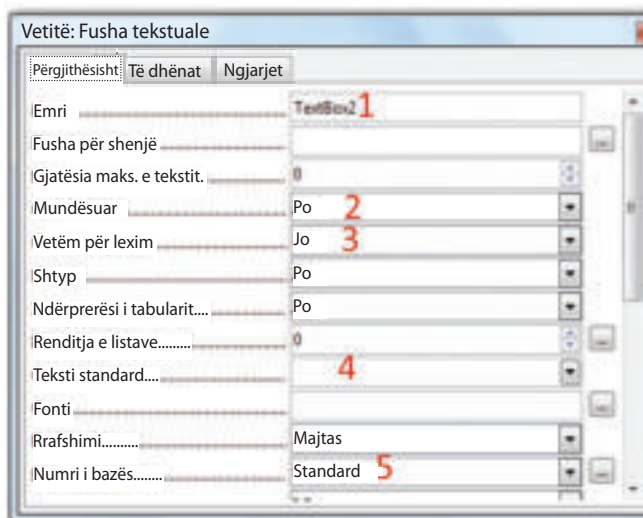 Vetitë: Fusha tekstuale
Përgjithësisht Të dhënat Ngjarjet
Emri TextBox2 1
Fusha për shenjë
Gjatësia maks. e tekstit. 0
Mundësuar Po 2
Vetëm për lexim Jo 3
Shtyp Po
Ndërprerësi i tabularit.... Po
Renditja e listave......... 0
Teksti standard.... 4
Fonti
Rrafshimi.......... Majtas
Numri i bazës........ Standard 5